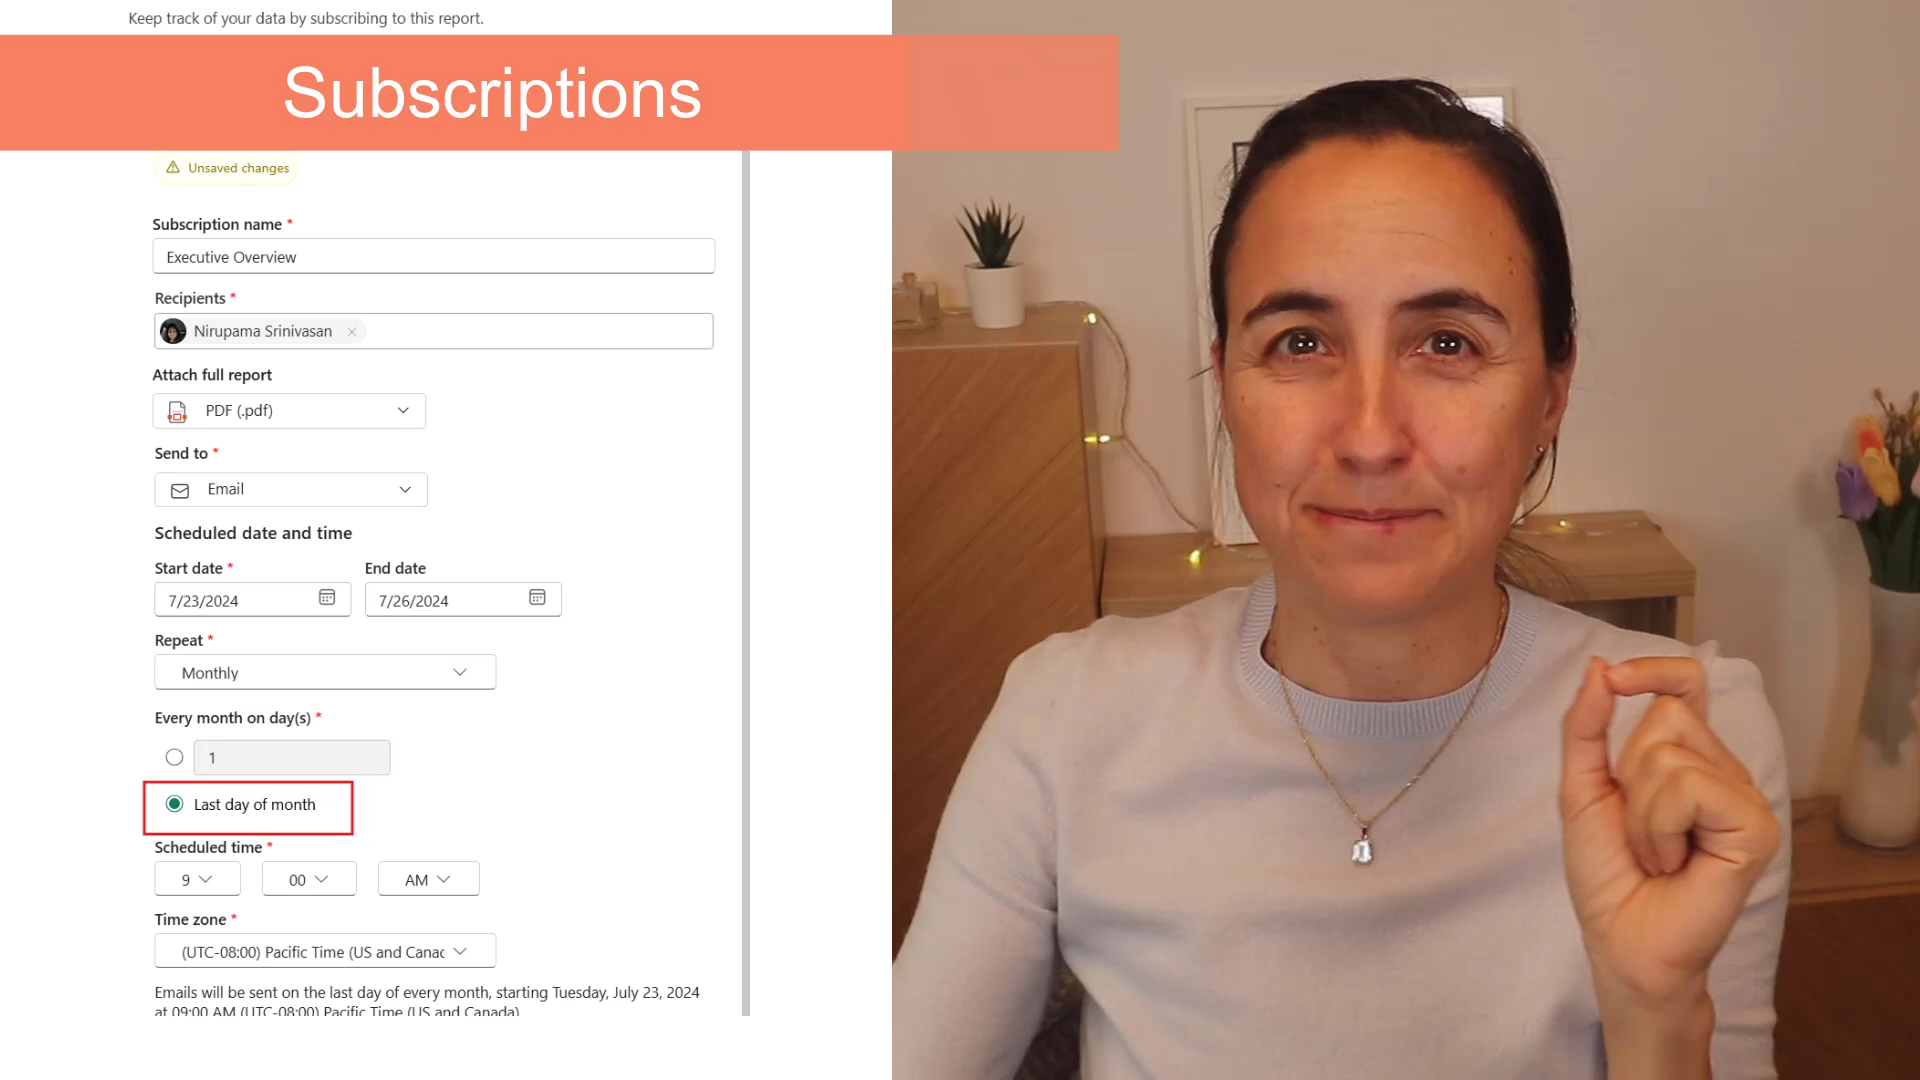 Keep track of your data by subscribing to this report.
Subscriptions
Unsaved changes
Subscription name *
Executive Overview
Recipients *
Nirupama Srinivasan
Attach full report
PDF (.pdf)
Send to *
Email
Scheduled date and time
Start date * End date
7/23/2024 7/26/2024
Repeat *
Monthly
Every month on day(s) *
1
Last day of month
Scheduled time *
9 00 AM
Time zone *
(UTC-08:00) Pacific Time (US and Canac
Emails will be sent on the last day of every month, starting Tuesday, July 23, 2024
at 09:00 AM (UTC-08:00) Pacific Time (US and Canada)